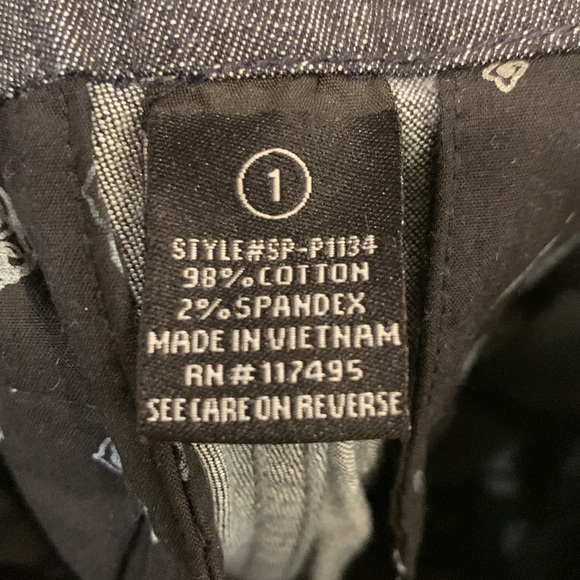 1
STYLE#SP-P1134
98% COTTON
2% SPANDEX
MADE IN VIETNAM
RN#117495
SEE CARE ON REVERSE